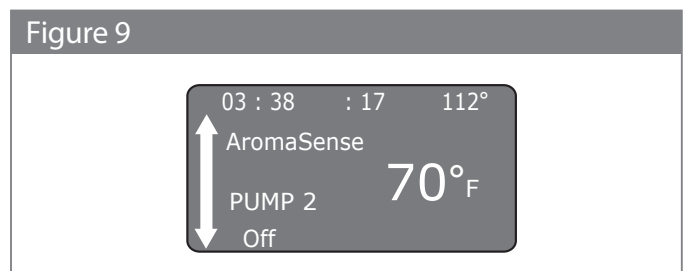 Figure 9
03 : 38 : 17 112°
AromaSense
70°F
PUMP 2
Off